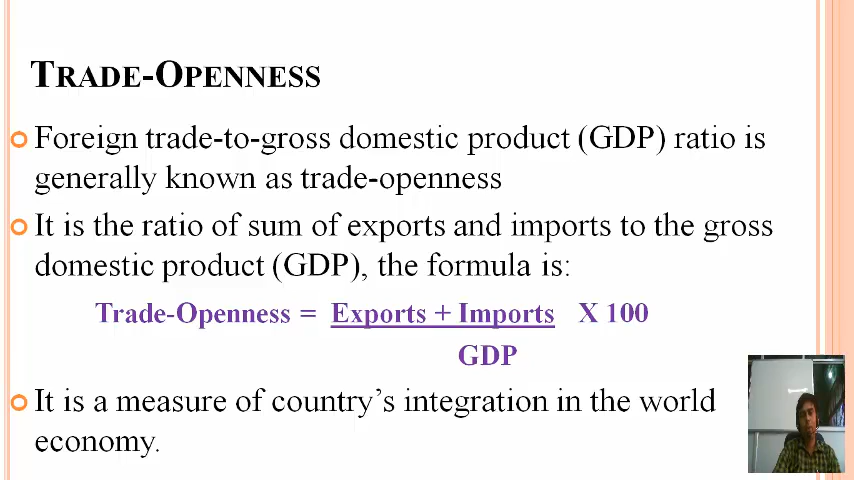 TRADE-OPENNESS
Foreign trade-to-gross domestic product (GDP) ratio is
generally known as trade-openness
It is the ratio of sum of exports and imports to the gross
domestic product (GDP), the formula is:
Trade-Openness = Exports + Imports X 100
GDP
It is a measure of country’s integration in the world
economy.